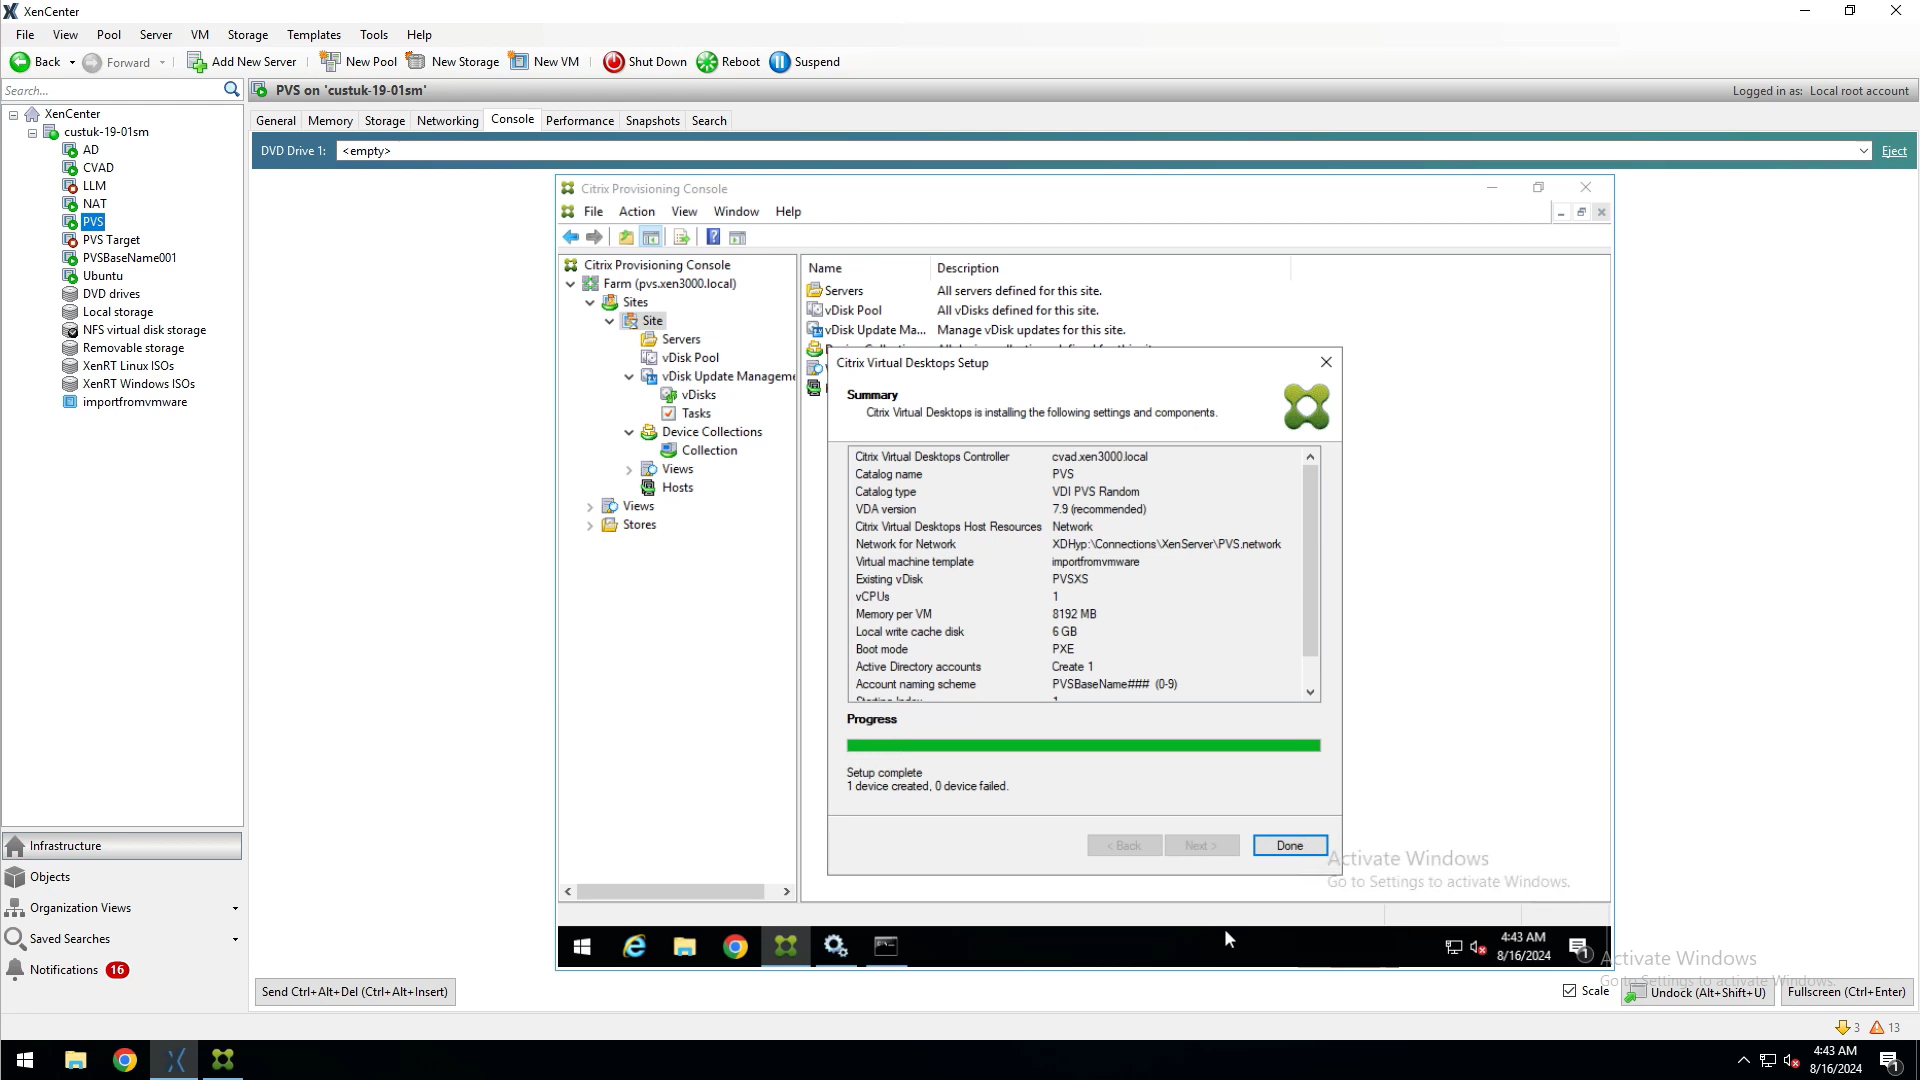 XenCenter
File View Pool Server VM Storage Templates Tools Help
Back Forward Add New Server New Pool New Storage New VM Shut Down Reboot Suspend
Search...
PVS on 'custuk-19-01sm'
Logged in as: Local root account
XenCenter
custuk-19-01sm
AD
CVAD
LLM
NAT
PVS
PVS Target
PVSBaseName001
Ubuntu
DVD drives
Local storage
NFS virtual disk storage
Removable storage
XenRT Linux ISOs
XenRT Windows ISOs
importfromvmware
Infrastructure
Objects
Organization Views
Saved Searches
Notifications 16
General Memory Storage Networking Console Performance Snapshots Search
DVD Drive 1: <empty> Eject
Citrix Provisioning Console
File Action View Window Help
Citrix Provisioning Console
Farm (pvs.xen3000.local)
Sites
Site
Servers
vDisk Pool
vDisk Update Manageme
vDisks
Tasks
Device Collections
Collection
Views
Hosts
Views
Stores
Name Description
Servers All servers defined for this site.
vDisk Pool All vDisks defined for this site.
vDisk Update Ma... Manage vDisk updates for this site.
Citrix Virtual Desktops Setup
Summary
Citrix Virtual Desktops is installing the following settings and components.
Citrix Virtual Desktops Controller cvad.xen3000.local
Catalog name PVS
Catalog type VDI PVS Random
VDA version 7.9 (recommended)
Citrix Virtual Desktops Host Resources Network
Network for Network XDHyp:\Connections\XenServer\PVS.network
Virtual machine template importfromvmware
Existing vDisk PVSXS
vCPUs 1
Memory per VM 8192 MB
Local write cache disk 6 GB
Boot mode PXE
Active Directory accounts Create 1
Account naming scheme PVSBaseName### (0-9)
Progress
Setup complete
1 device created, 0 device failed.
< Back Next > Done
Activate Windows
Go to Settings to activate Windows.
4:43 AM
8/16/2024
1
Activate Windows
Go to Settings to activate Windows.
Send Ctrl+Alt+Del (Ctrl+Alt+Insert)
Scale Undock (Alt+Shift+U) Fullscreen (Ctrl+Enter)
3 13
4:43 AM
8/16/2024
1